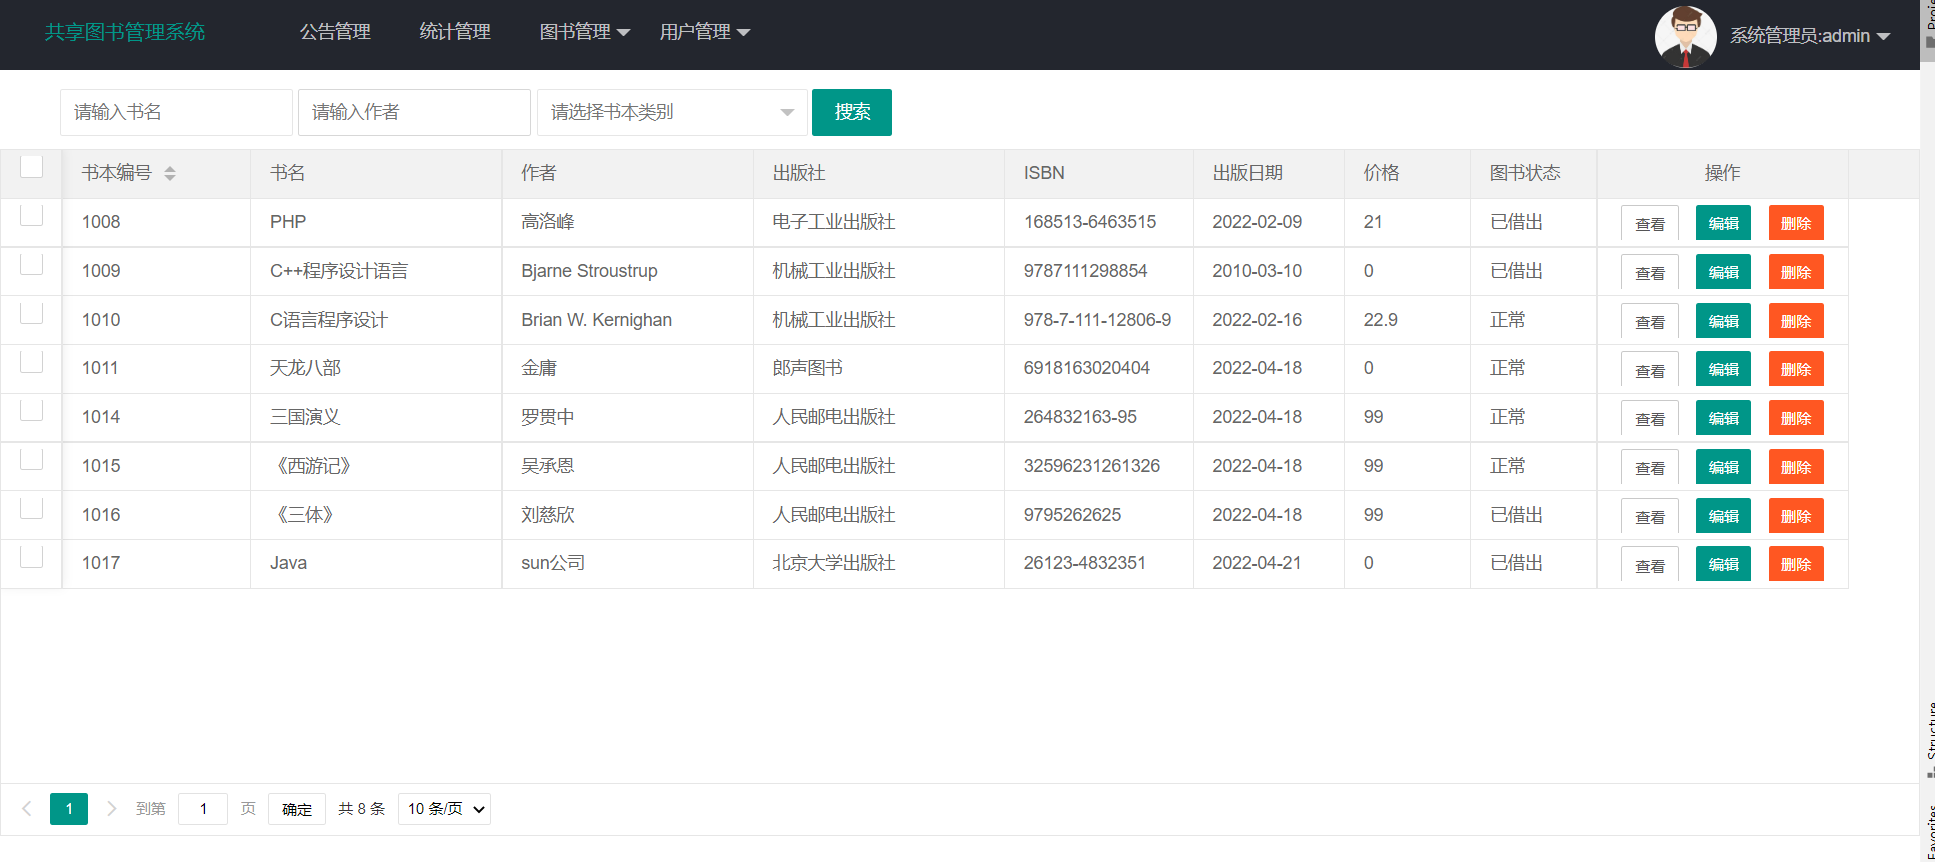 共享图书管理系统 公告管理 统计管理 图书管理 用户管理 系统管理员:admin
请输入书名 请输入作者 请选择书本类别 搜索
书本编号 书名 作者 出版社 ISBN 出版日期 价格 图书状态 操作
1008 PHP 高洛峰 电子工业出版社 168513-6463515 2022-02-09 21 已借出 查看 编辑 删除
1009 C++程序设计语言 Bjarne Stroustrup 机械工业出版社 9787111298854 2010-03-10 0 已借出 查看 编辑 删除
1010 C语言程序设计 Brian W. Kernighan 机械工业出版社 978-7-111-12806-9 2022-02-16 22.9 正常 查看 编辑 删除
1011 天龙八部 金庸 郎声图书 6918163020404 2022-04-18 0 正常 查看 编辑 删除
1014 三国演义 罗贯中 人民邮电出版社 264832163-95 2022-04-18 99 正常 查看 编辑 删除
1015 《西游记》 吴承恩 人民邮电出版社 32596231261326 2022-04-18 99 正常 查看 编辑 删除
1016 《三体》 刘慈欣 人民邮电出版社 9795262625 2022-04-18 99 已借出 查看 编辑 删除
1017 Java sun公司 北京大学出版社 26123-4832351 2022-04-21 0 已借出 查看 编辑 删除
1 到第 1 页 确定 共 8 条 10 条/页
Structure
Favorites